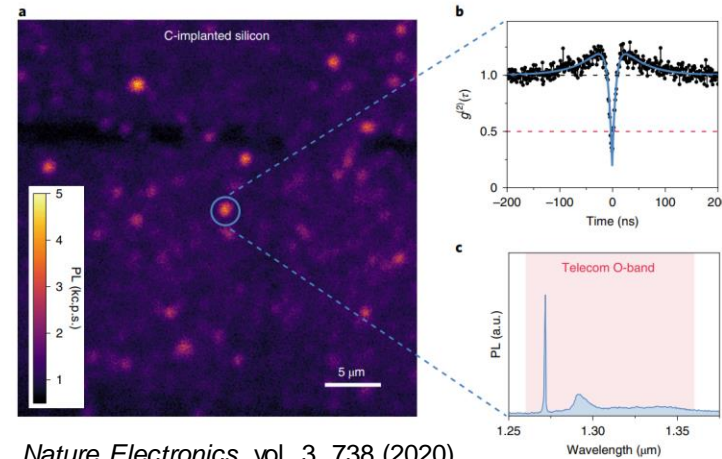 a
C-implanted silicon
5
4
3
2
1
PL (kc.p.s.)
5 μm
b
g(2)(τ)
1.0
0.5
0
–200
–100
0
100
200
Time (ns)
c
Telecom O-band
PL (a.u.)
1.25
1.30
1.35
Wavelength (μm)
Nature Electronics, vol. 3, 738 (2020)